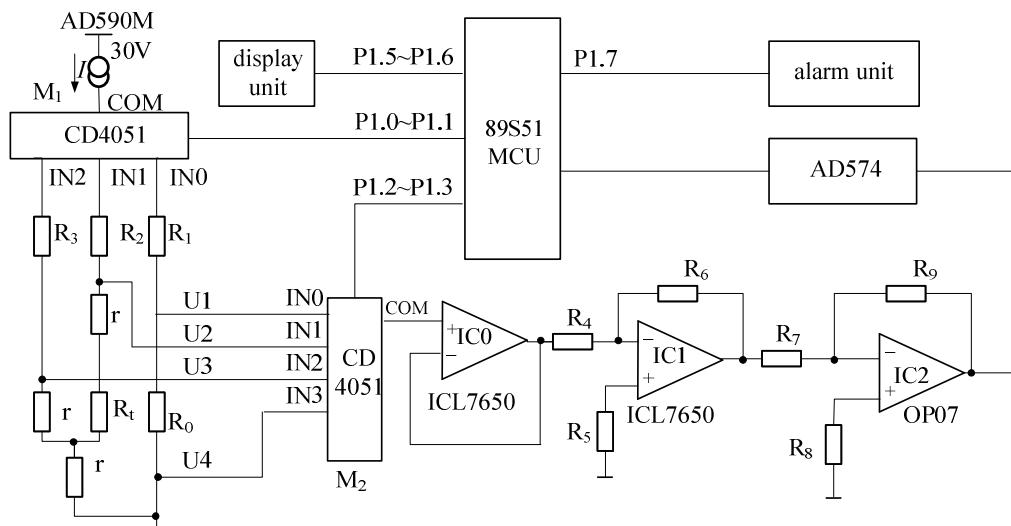 AD590M
30V
I
M₁
COM
CD4051
IN2 IN1 IN0
R₃ R₂ R₁
r
r
Rₜ
R₀
r
U1
U2
U3
U4
display
unit
P1.5~P1.6
P1.0~P1.1
P1.2~P1.3
89S51
MCU
P1.7
alarm unit
AD574
IN0
IN1
IN2
IN3
CD
4051
M₂
COM
+
−
IC0
ICL7650
R₄
R₆
−
+
IC1
ICL7650
R₅
R₇
R₉
−
+
IC2
OP07
R₈